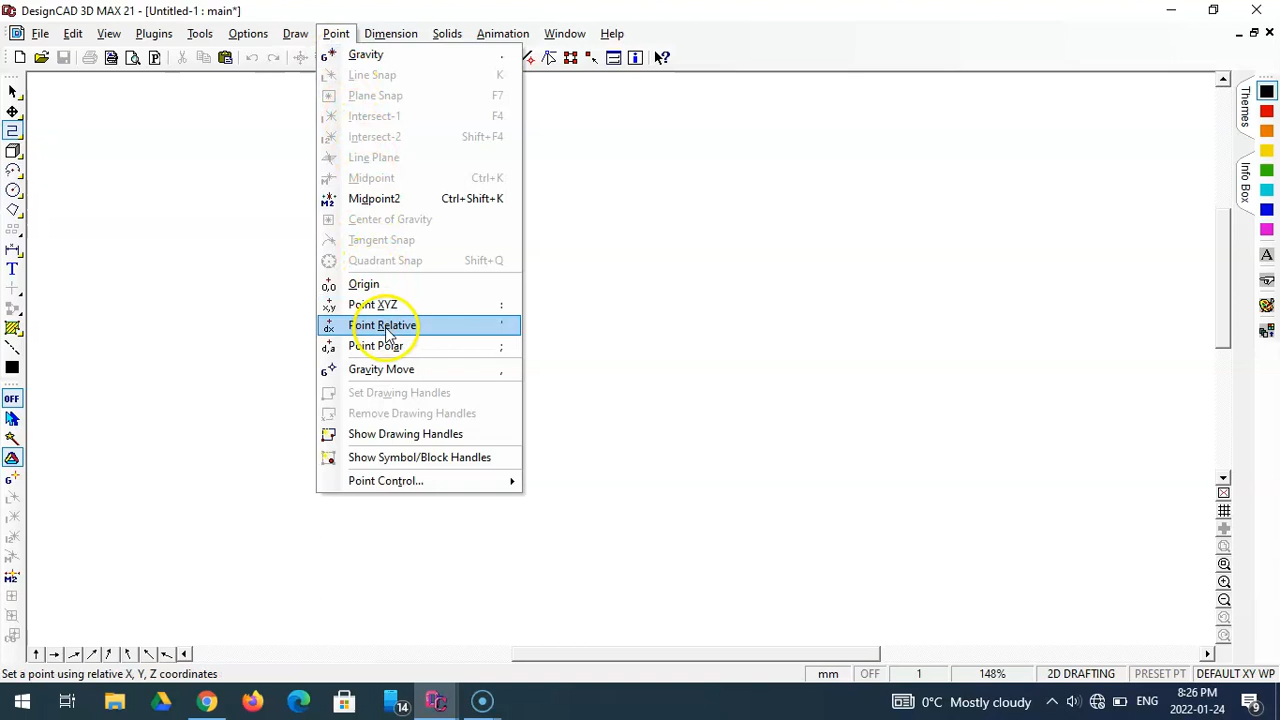 DesignCAD 3D MAX 21 - [Untitled-1 : main*]
File Edit View Plugins Tools Options Draw Point Dimension Solids Animation Window Help
Gravity .
Line Snap K
Plane Snap F7
Intersect-1 F4
Intersect-2 Shift+F4
Line Plane
Midpoint Ctrl+K
Midpoint2 Ctrl+Shift+K
Center of Gravity
Tangent Snap
Quadrant Snap Shift+Q
Origin
Point XYZ :
Point Relative '
Point Polar ;
Gravity Move ,
Set Drawing Handles
Remove Drawing Handles
Show Drawing Handles
Show Symbol/Block Handles
Point Control...
Themes
Info Box
OFF
Set a point using relative X, Y, Z coordinates
mm OFF 1 148% 2D DRAFTING PRESET PT DEFAULT XY WP
14
0°C Mostly cloudy
ENG
8:26 PM
2022-01-24
9